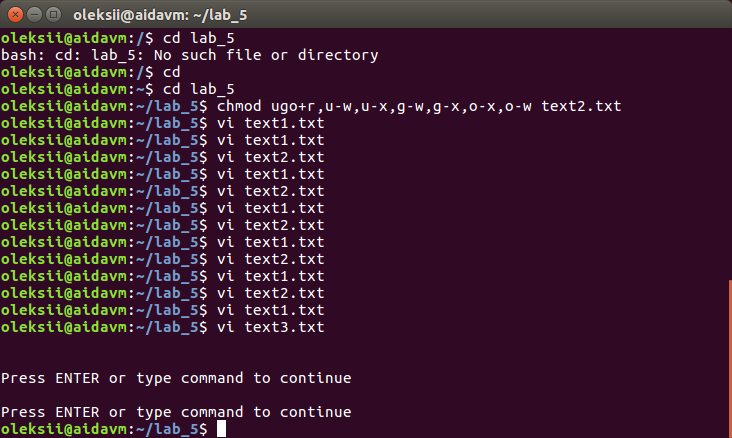 oleksii@aidavm: ~/lab_5
oleksii@aidavm:/$ cd lab_5
bash: cd: lab_5: No such file or directory
oleksii@aidavm:/$ cd
oleksii@aidavm:~$ cd lab_5
oleksii@aidavm:~/lab_5$ chmod ugo+r,u-w,u-x,g-w,g-x,o-x,o-w text2.txt
oleksii@aidavm:~/lab_5$ vi text1.txt
oleksii@aidavm:~/lab_5$ vi text1.txt
oleksii@aidavm:~/lab_5$ vi text2.txt
oleksii@aidavm:~/lab_5$ vi text1.txt
oleksii@aidavm:~/lab_5$ vi text2.txt
oleksii@aidavm:~/lab_5$ vi text1.txt
oleksii@aidavm:~/lab_5$ vi text2.txt
oleksii@aidavm:~/lab_5$ vi text1.txt
oleksii@aidavm:~/lab_5$ vi text2.txt
oleksii@aidavm:~/lab_5$ vi text1.txt
oleksii@aidavm:~/lab_5$ vi text2.txt
oleksii@aidavm:~/lab_5$ vi text1.txt
oleksii@aidavm:~/lab_5$ vi text3.txt
Press ENTER or type command to continue
Press ENTER or type command to continue
oleksii@aidavm:~/lab_5$